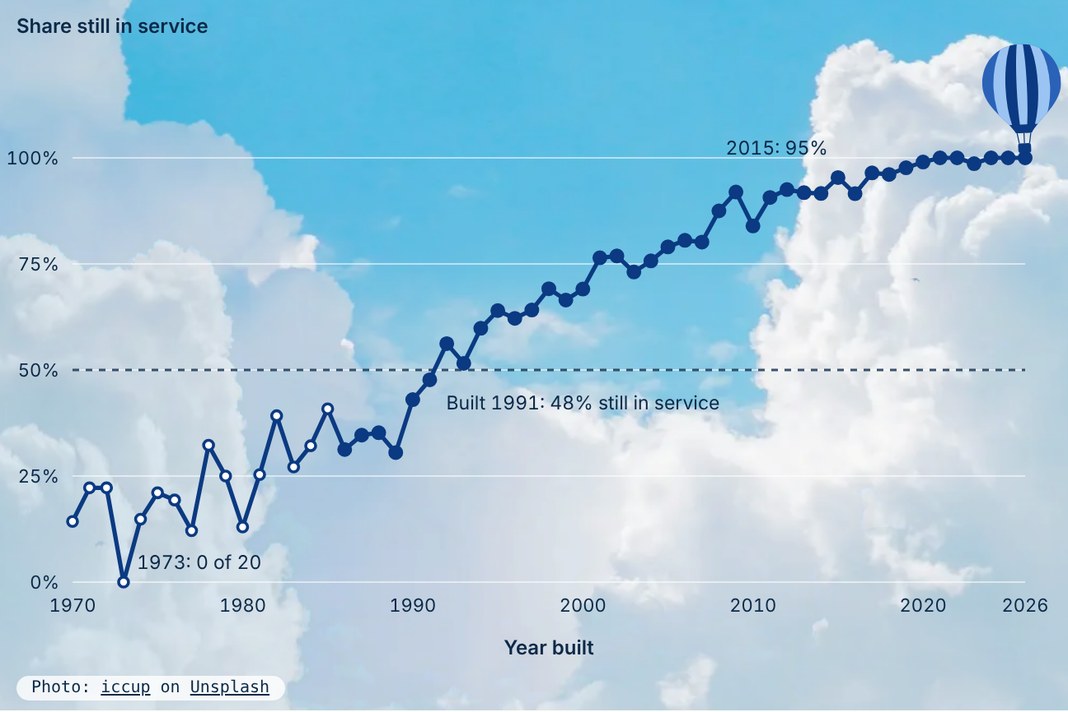 Share still in service
100%
2015: 95%
75%
50%
Built 1991: 48% still in service
25%
1973: 0 of 20
0%
1970 1980 1990 2000 2010 2020 2026
Year built
Photo: iccup on Unsplash